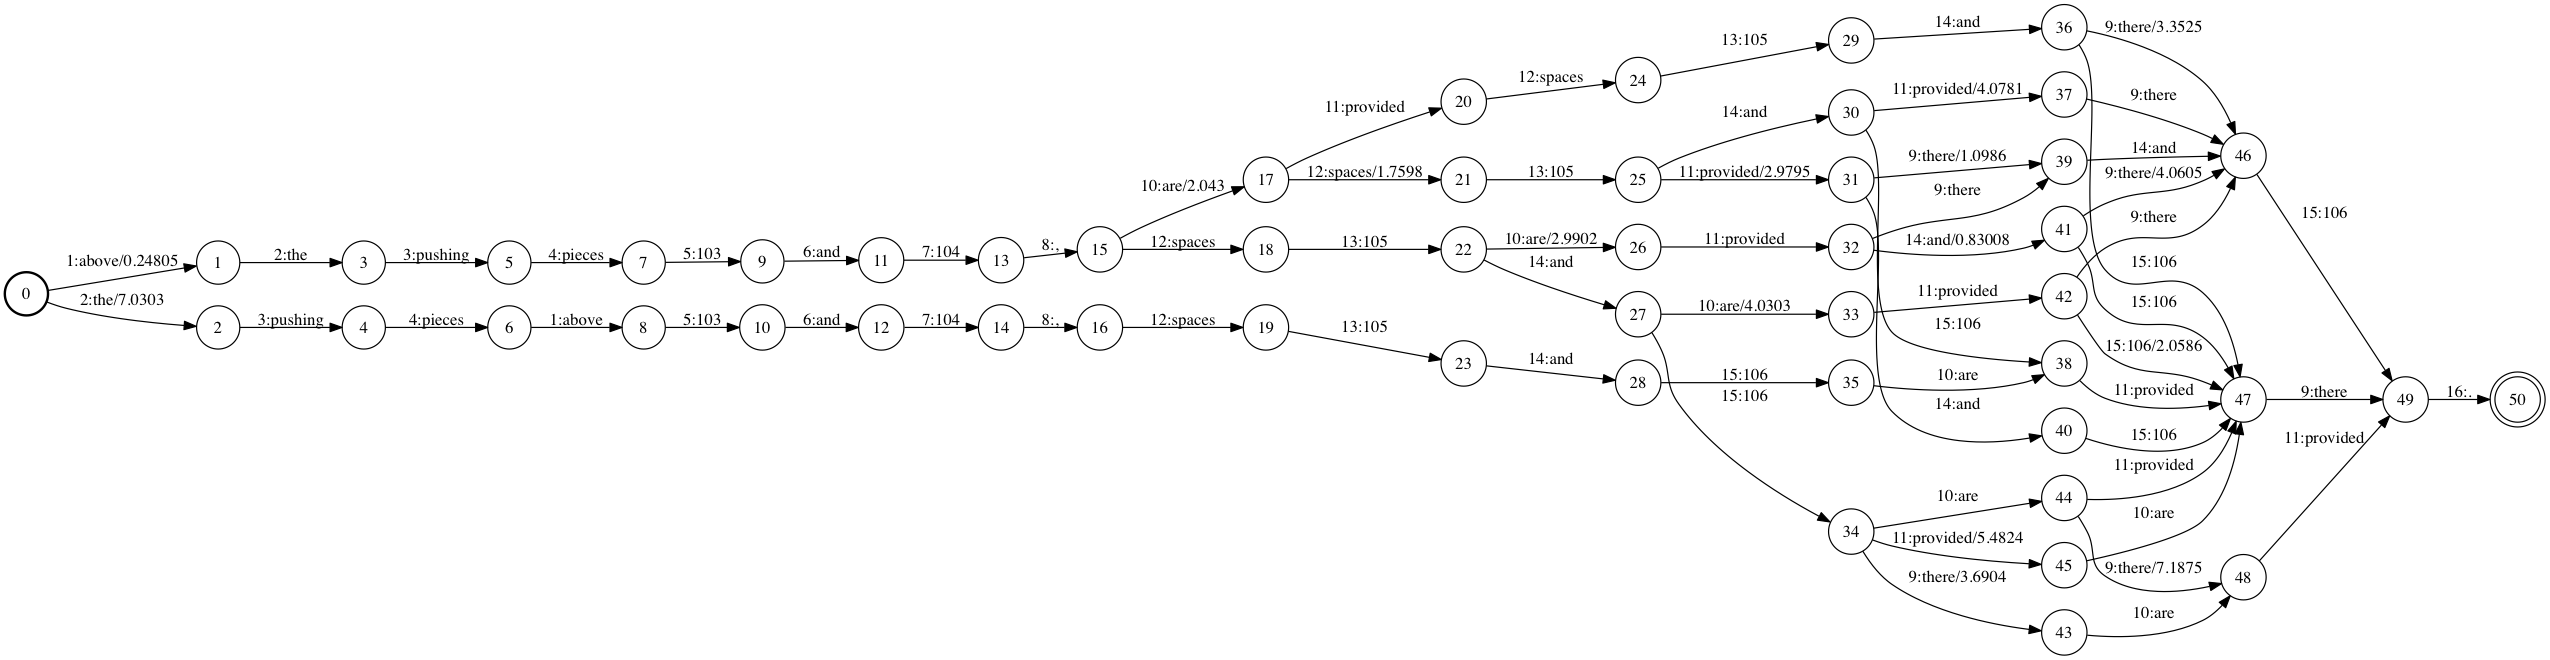 0
1:above/0.24805
2:the/7.0303
1
2
2:the
3:pushing
3
4
3:pushing
4:pieces
5
6
4:pieces
1:above
7
8
5:103
5:103
9
10
6:and
6:and
11
12
7:104
7:104
13
14
8:,
8:,
15
16
10:are/2.043
12:spaces
12:spaces
17
18
19
11:provided
12:spaces/1.7598
13:105
13:105
20
21
22
23
12:spaces
13:105
10:are/2.9902
14:and
14:and
24
25
26
27
28
13:105
14:and
11:provided/2.9795
11:provided
10:are/4.0303
15:106
15:106
29
30
31
32
33
35
34
14:and
11:provided/4.0781
9:there/1.0986
9:there
14:and/0.83008
11:provided
15:106
10:are
14:and
10:are
11:provided/5.4824
9:there/3.6904
36
37
39
41
42
38
40
44
45
43
9:there/3.3525
9:there
14:and
9:there/4.0605
9:there
15:106
15:106
15:106/2.0586
11:provided
15:106
11:provided
10:are
9:there/7.1875
10:are
46
47
48
15:106
9:there
11:provided
49
16:.
50